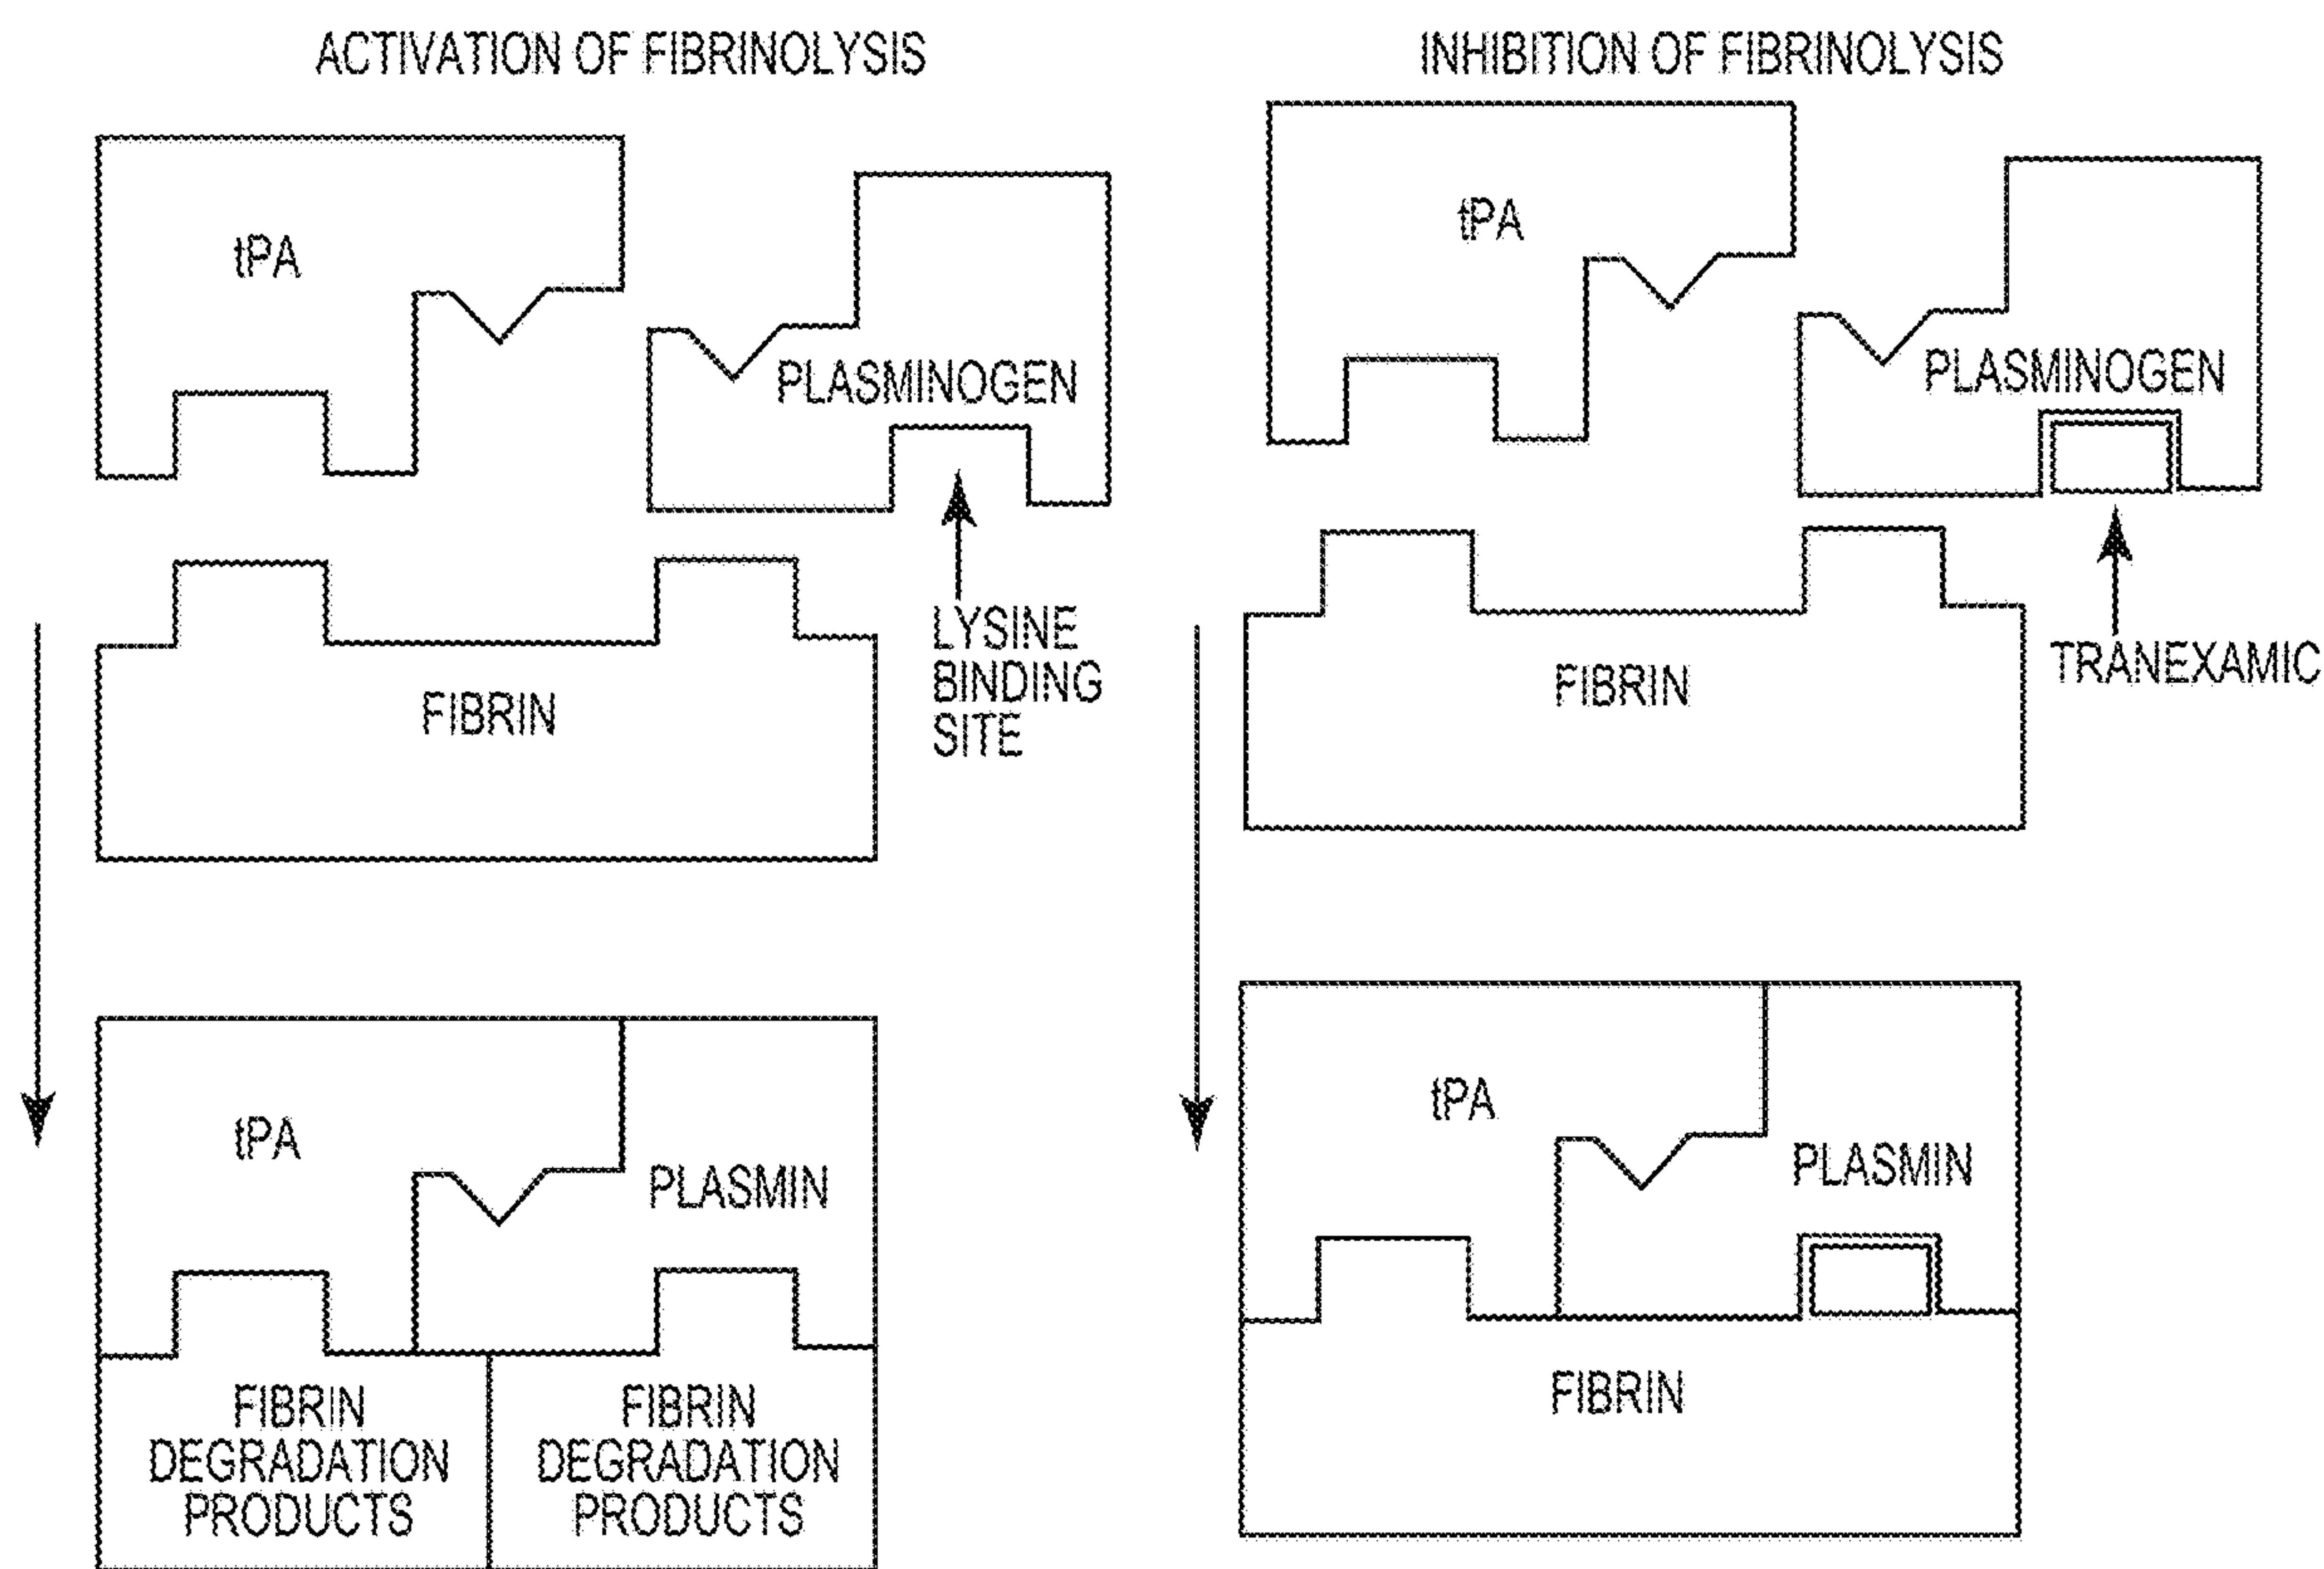 ACTIVATION OF FIBRINOLYSIS
tPA
PLASMINOGEN
LYSINE
BINDING
SITE
FIBRIN
tPA
PLASMIN
FIBRIN
DEGRADATION
PRODUCTS
FIBRIN
DEGRADATION
PRODUCTS
INHIBITION OF FIBRINOLYSIS
tPA
PLASMINOGEN
TRANEXAMIC
FIBRIN
tPA
PLASMIN
FIBRIN